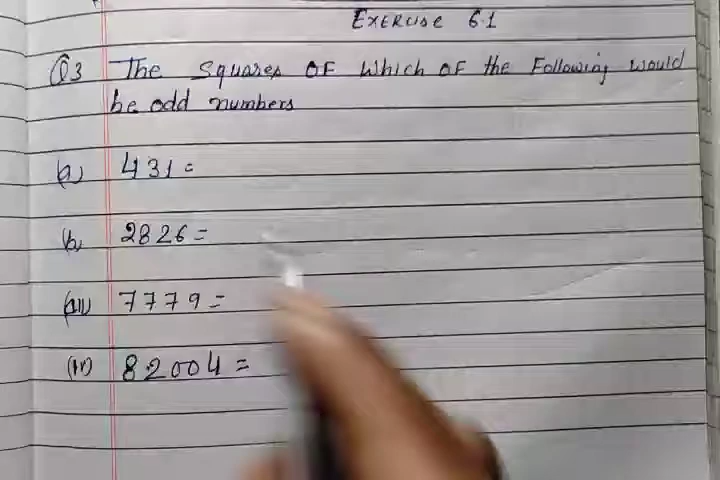 Exercise 6.1
Q3 The Squares OF Which OF the Following would
be odd numbers
(a) 431=
(b) 2826=
(iii) 7779=
(iv) 82004=